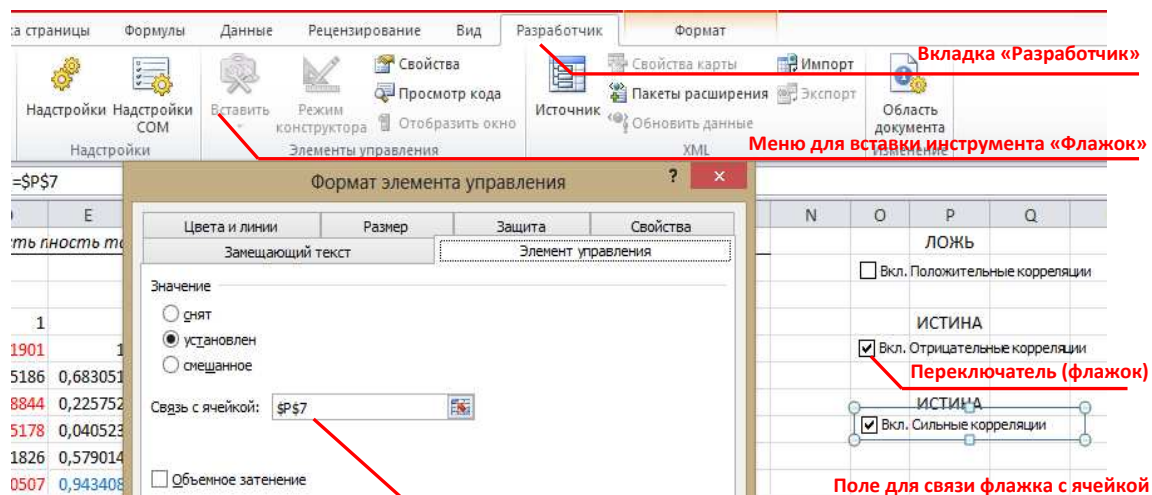 ка страницы Формулы Данные Рецензирование Вид Разработчик Формат
Вкладка «Разработчик»
Надстройки Надстройки COM
Надстройки
Вставить
Режим конструктора
Свойства
Просмотр кода
Отобразить окно
Элементы управления
Источник
Свойства карты
Пакеты расширения
Обновить данные
Импорт
Экспорт
XML
Область документа
Изменение
Меню для вставки инструмента «Флажок»
=$P$7
Формат элемента управления ? ×
Цвета и линии Размер Защита Свойства
Замещающий текст Элемент управления
Значение
снят
установлен
смешанное
Связь с ячейкой: $P$7
Объемное затенение
E N O P Q
сть пность то
1
1901 1
5186 0,683051
8844 0,225752
5178 0,040523
1826 0,579014
0507 0,943408
ЛОЖЬ
Вкл. Положительные корреляции
ИСТИНА
Вкл. Отрицательные корреляции
Переключатель (флажок)
ИСТИНА
Вкл. Сильные корреляции
Поле для связи флажка с ячейкой